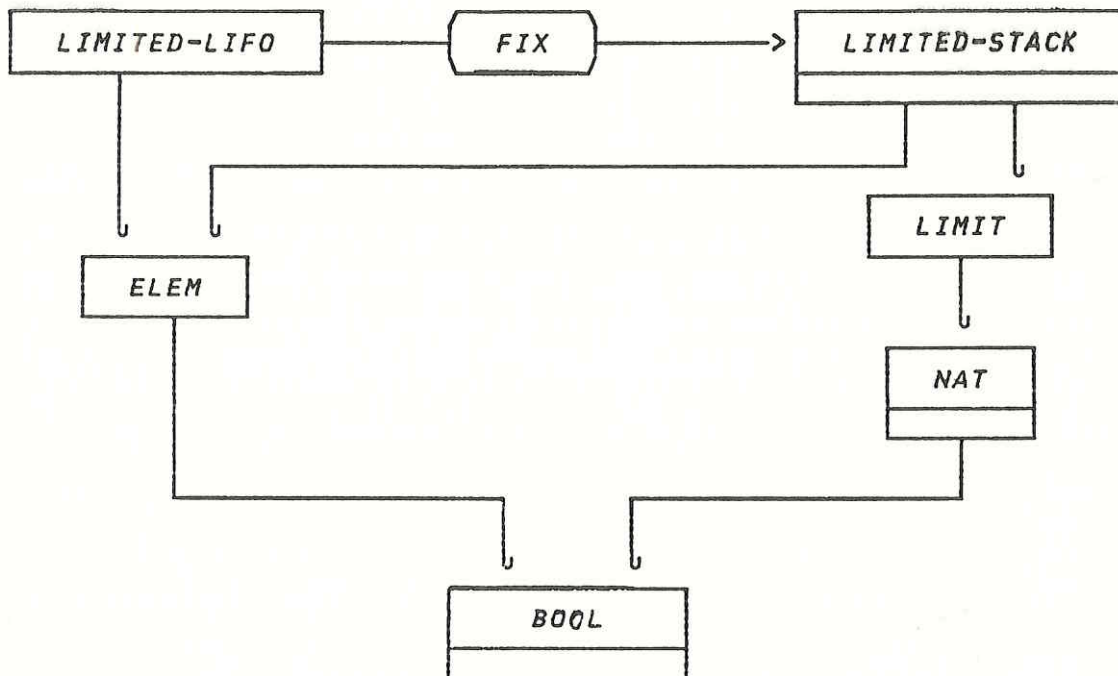 LIMITED-LIFO FIX LIMITED-STACK
LIMIT
ELEM
NAT
BOOL